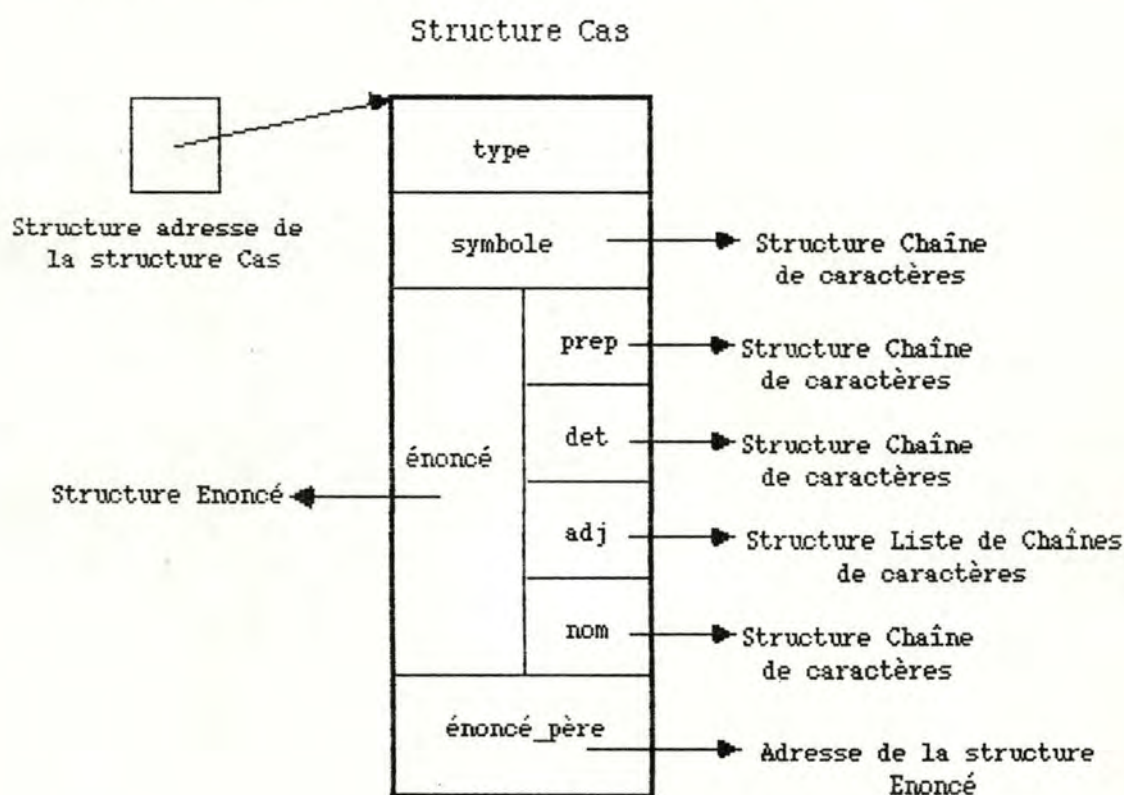 Structure Cas
type
Structure adresse de
la structure Cas
symbole
Structure Chaîne
de caractères
prep
Structure Chaîne
de caractères
énoncé
det
Structure Chaîne
de caractères
Structure Enoncé
adj
Structure Liste de Chaînes
de caractères
nom
Structure Chaîne
de caractères
énoncé_père
Adresse de la structure
Enoncé